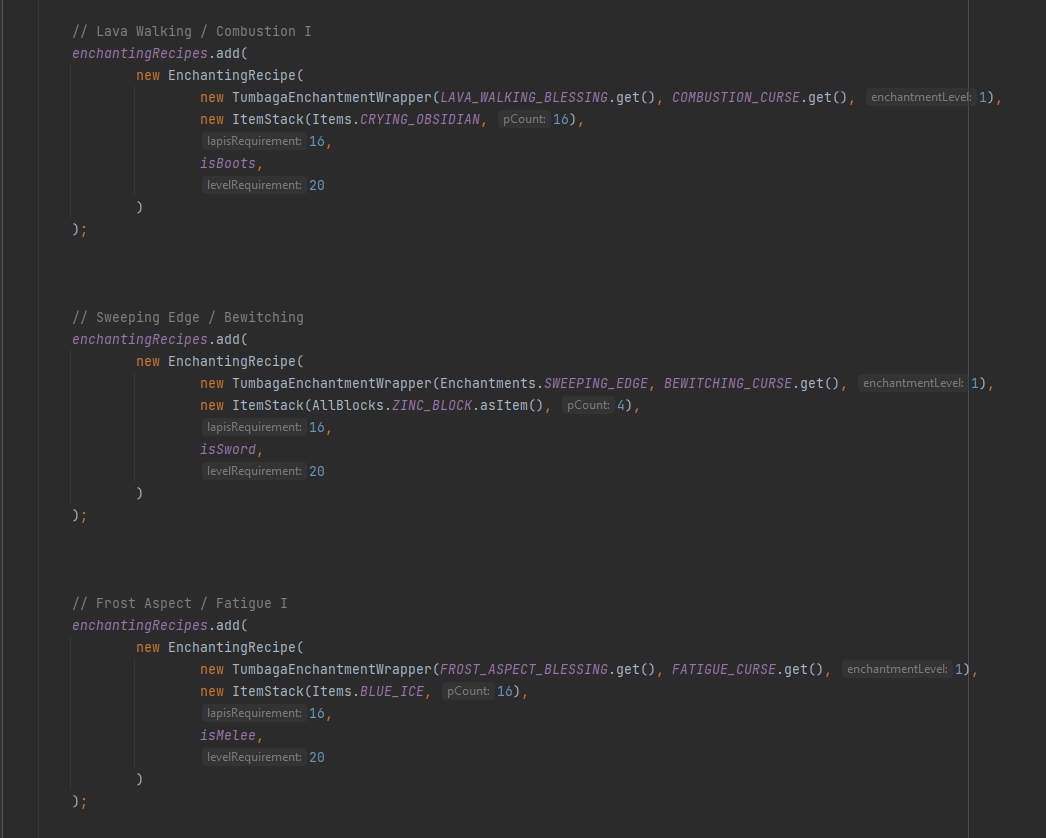 // Lava Walking / Combustion I
enchantingRecipes.add(
new EnchantingRecipe(
new TumbagaEnchantmentWrapper(LAVA_WALKING_BLESSING.get(), COMBUSTION_CURSE.get(), enchantmentLevel: 1),
new ItemStack(Items.CRYING_OBSIDIAN, pCount: 16),
lapisRequirement: 16,
isBoots,
levelRequirement: 20
)
);
// Sweeping Edge / Bewitching
enchantingRecipes.add(
new EnchantingRecipe(
new TumbagaEnchantmentWrapper(Enchantments.SWEEPING_EDGE, BEWITCHING_CURSE.get(), enchantmentLevel: 1),
new ItemStack(AllBlocks.ZINC_BLOCK.asItem(), pCount: 4),
lapisRequirement: 16,
isSword,
levelRequirement: 20
)
);
// Frost Aspect / Fatigue I
enchantingRecipes.add(
new EnchantingRecipe(
new TumbagaEnchantmentWrapper(FROST_ASPECT_BLESSING.get(), FATIGUE_CURSE.get(), enchantmentLevel: 1),
new ItemStack(Items.BLUE_ICE, pCount: 16),
lapisRequirement: 16,
isMelee,
levelRequirement: 20
)
);